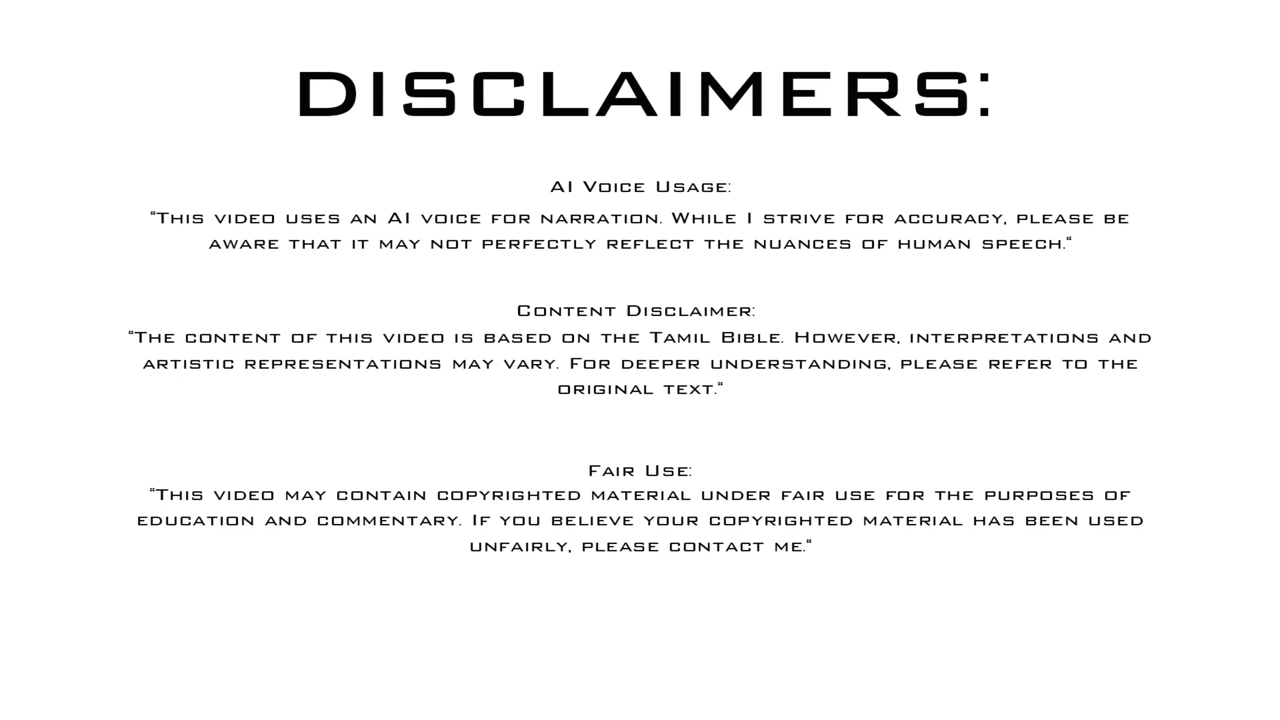 DISCLAIMERS:
AI Voice Usage:
"This video uses an AI voice for narration. While I strive for accuracy, please be
aware that it may not perfectly reflect the nuances of human speech."
Content Disclaimer:
"The content of this video is based on the Tamil Bible. However, interpretations and
artistic representations may vary. For deeper understanding, please refer to the
original text."
Fair Use:
"This video may contain copyrighted material under fair use for the purposes of
education and commentary. If you believe your copyrighted material has been used
unfairly, please contact me."